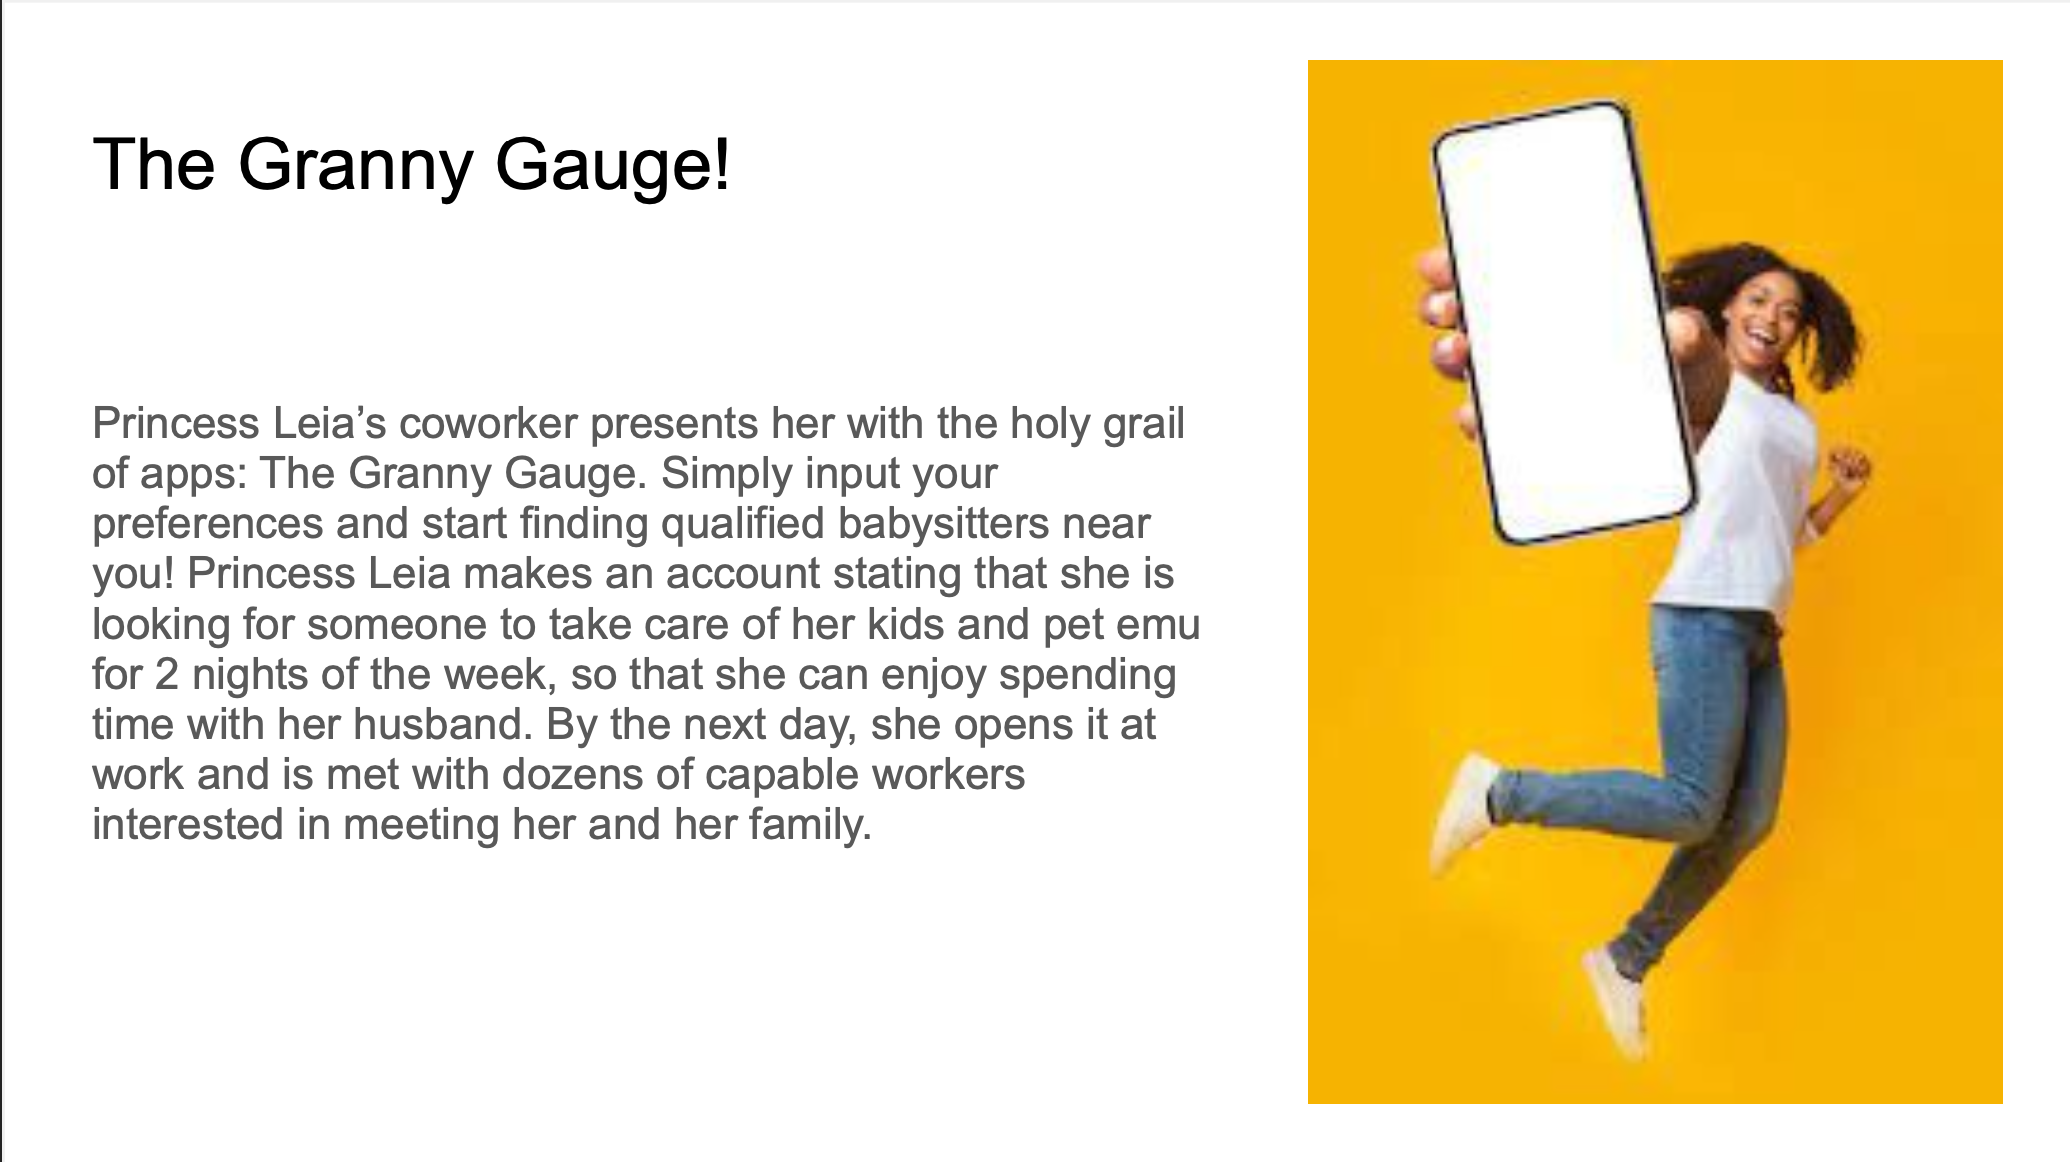 The Granny Gauge!
Princess Leia’s coworker presents her with the holy grail
of apps: The Granny Gauge. Simply input your
preferences and start finding qualified babysitters near
you! Princess Leia makes an account stating that she is
looking for someone to take care of her kids and pet emu
for 2 nights of the week, so that she can enjoy spending
time with her husband. By the next day, she opens it at
work and is met with dozens of capable workers
interested in meeting her and her family.